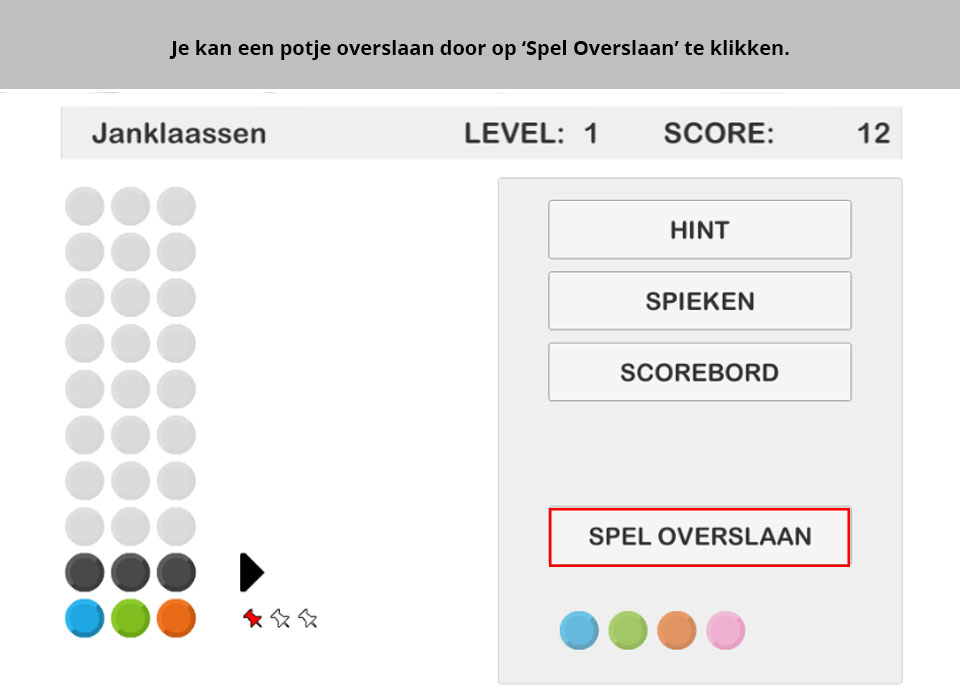 Je kan een potje overslaan door op ‘Spel Overslaan’ te klikken.
Janklaassen LEVEL: 1 SCORE: 12
HINT
SPIEKEN
SCOREBORD
SPEL OVERSLAAN